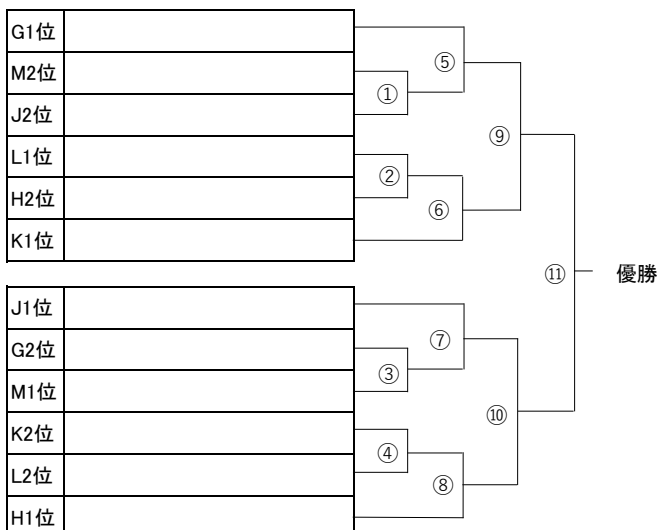 G1位
⑤
M2位
①
J2位
⑨
L1位
②
H2位
⑥
K1位
⑪
優勝
J1位
⑦
G2位
③
M1位
⑩
K2位
④
L2位
⑧
H1位